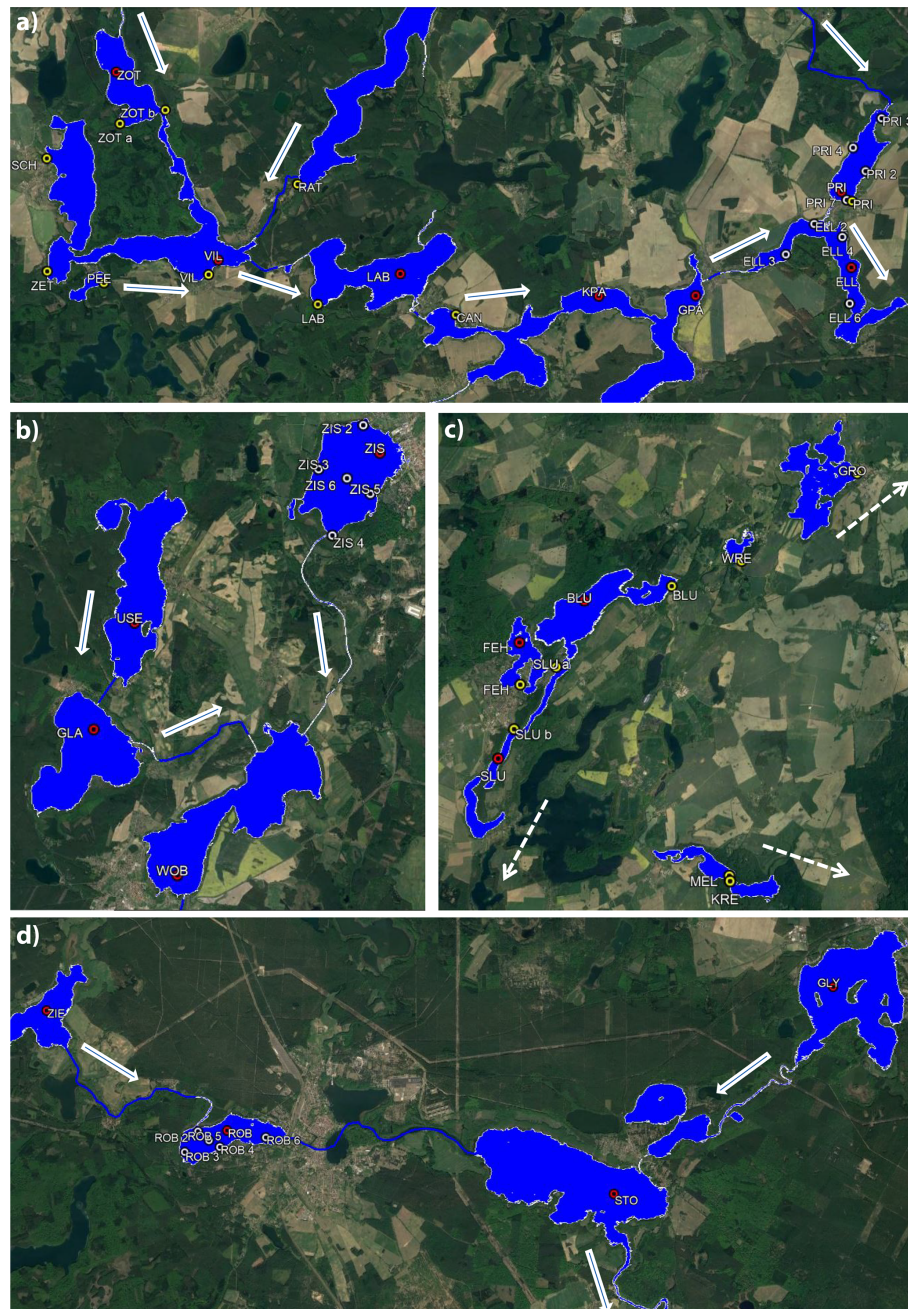 a)
ZOT
ZOT b
ZOT a
SCH
RAT
ZET
PEE
VIL
VIL
LAB
LAB
CAN
KPA
GPA
PRI 3
PRI 4
PRI 2
PRI
PRI 7
PRI
ELL 2
ELL 3
ELL 4
ELL
ELL 6
b)
ZIS 2
ZIS
ZIS 3
ZIS 6
ZIS 5
ZIS 4
USE
GLA
WOB
c)
GRO
WRE
BLU
BLU
FEH
SLU a
FEH
SLU b
SLU
MEL
KRE
d)
ZIE
GLY
ROB 2
ROB 5
ROB
ROB 6
ROB 4
ROB 3
STO